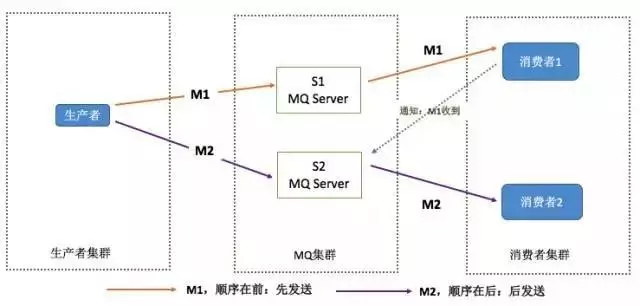 M1
S1
MQ Server
M1
消费者1
生产者
通知：M1收到
M2
S2
MQ Server
M2
消费者2
生产者集群
MQ集群
消费者集群
M1，顺序在前：先发送
M2，顺序在后：后发送